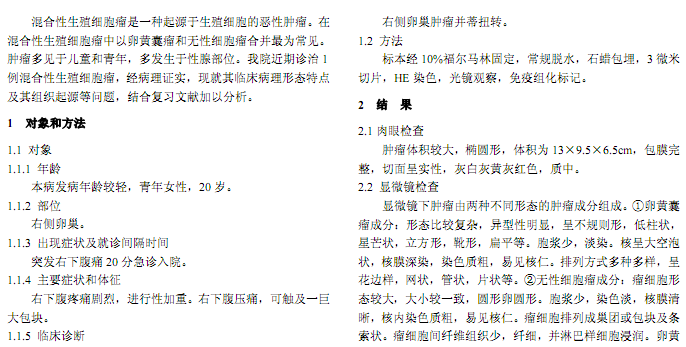 混合性生殖细胞瘤是一种起源于生殖细胞的恶性肿瘤。在
混合性生殖细胞瘤中以卵黄囊瘤和无性细胞瘤合并最为常见。
肿瘤多见于儿童和青年，多发生于性腺部位。我院近期诊治 1
例混合性生殖细胞瘤，经病理证实，现就其临床病理形态特点
及其组织起源等问题，结合复习文献加以分析。
1 对象和方法
1.1 对象
1.1.1 年龄
本病发病年龄较轻，青年女性，20 岁。
1.1.2 部位
右侧卵巢。
1.1.3 出现症状及就诊间隔时间
突发右下腹痛 20 分急诊入院。
1.1.4 主要症状和体征
右下腹疼痛剧烈，进行性加重。右下腹压痛，可触及一巨
大包块。
1.1.5 临床诊断
右侧卵巢肿瘤并蒂扭转。
1.2 方法
标本经 10%福尔马林固定，常规脱水，石蜡包埋，3 微米
切片，HE 染色，光镜观察，免疫组化标记。
2 结 果
2.1 肉眼检查
肿瘤体积较大，椭圆形，体积为 13×9.5×6.5cm，包膜完
整，切面呈实性，灰白灰黄灰红色，质中。
2.2 显微镜检查
显微镜下肿瘤由两种不同形态的肿瘤成分组成。①卵黄囊
瘤成分：形态比较复杂，异型性明显，呈不规则形，低柱状，
星芒状，立方形，靴形，扁平等。胞浆少，淡染。核呈大空泡
状，核膜深染，染色质粗，易见核仁。排列方式多种多样，呈
花边样，网状，管状，片状等。②无性细胞瘤成分：瘤细胞形
态较大，大小较一致，圆形卵圆形。胞浆少，染色淡，核膜清
晰，核内染色质粗，易见核仁。瘤细胞排列成巢团或包块及条
索状。瘤细胞间纤维组织少，纤细，并淋巴样细胞浸润。卵黄